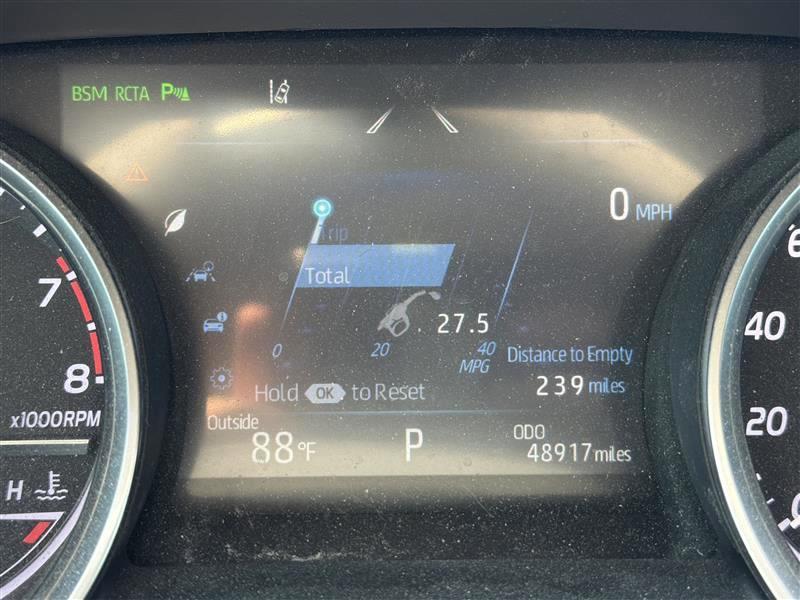 BSM RCTA P
0 MPH
Trip
Total
27.5
0 20 40
MPG
Distance to Empty
239 miles
Hold OK to Reset
Outside
88°F
P
ODO
48917 miles
7
8
x1000RPM
H
6
40
20